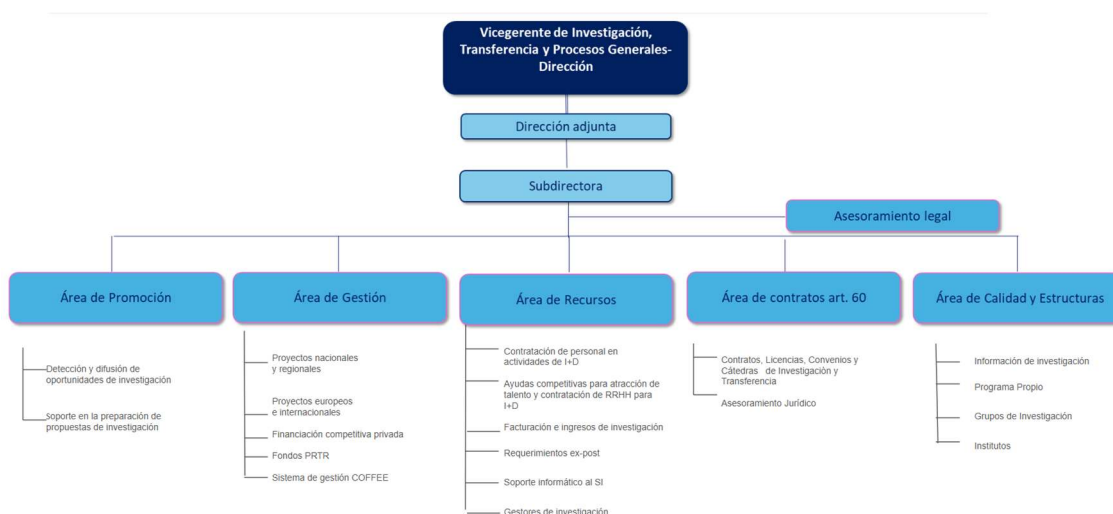 Vicegerente de Investigación,
Transferencia y Procesos Generales-
Dirección
Dirección adjunta
Subdirectora
Asesoramiento legal
Área de Promoción
Área de Gestión
Área de Recursos
Área de contratos art. 60
Área de Calidad y Estructuras
Detección y difusión de
oportunidades de investigación
Soporte en la preparación de
propuestas de investigación
Proyectos nacionales
y regionales
Proyectos europeos
e internacionales
Financiación competitiva privada
Fondos PRTR
Sistema de gestión COFFEE
Contratación de personal en
actividades de I+D
Ayudas competitivas para atracción de
talento y contratación de RRHH para
I+D
Facturación e ingresos de investigación
Requerimientos ex-post
Soporte informático al SI
Gestores de investigación
Contratos, Licencias, Convenios y
Cátedras de Investigaciòn y
Transferencia
Asesoramiento Jurídico
Información de investigación
Programa Propio
Grupos de Investigación
Institutos